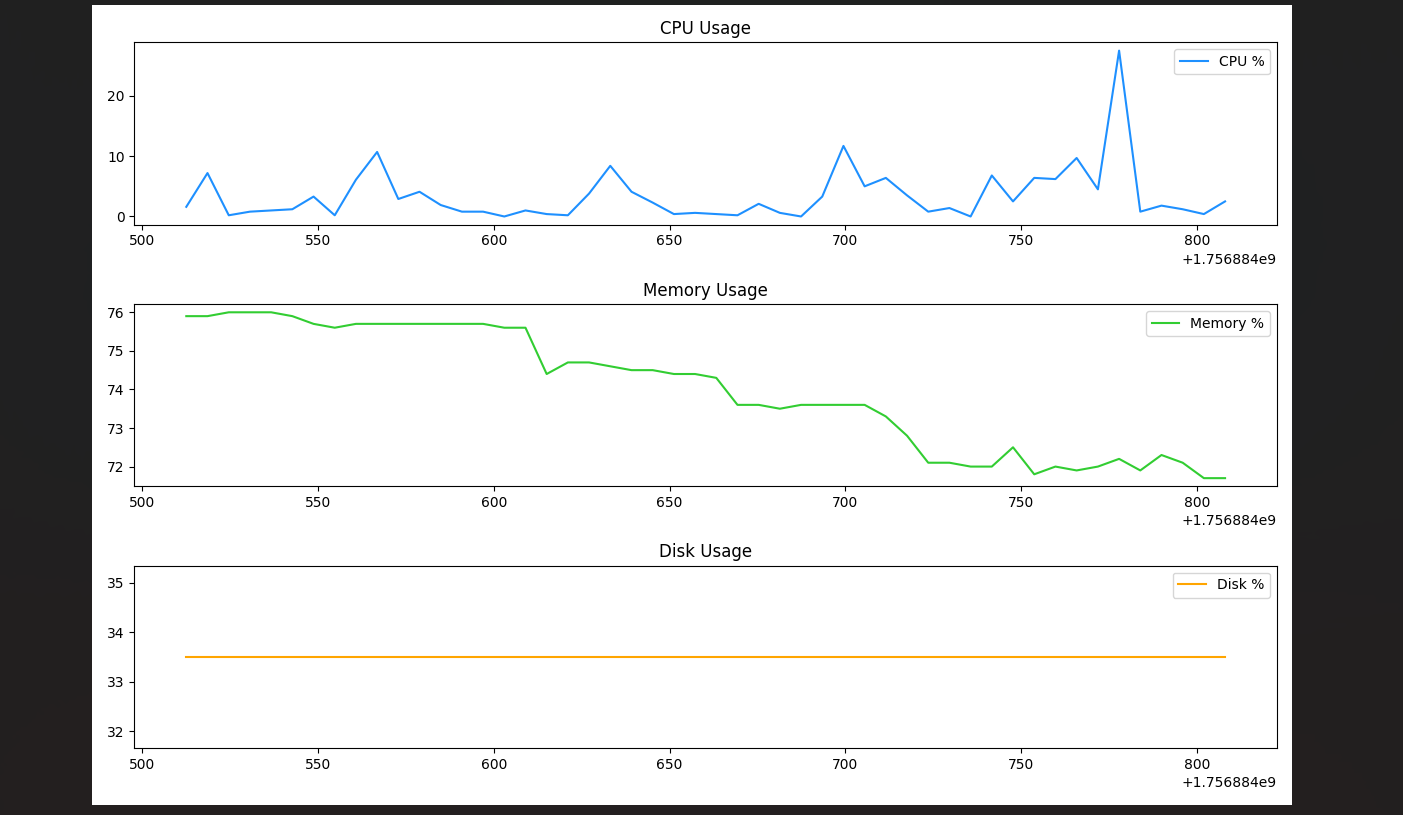 CPU Usage
CPU %
20
10
0
500 550 600 650 700 750 800
+1.756884e9
Memory Usage
76
Memory %
75
74
73
72
500 550 600 650 700 750 800
+1.756884e9
Disk Usage
35
Disk %
34
33
32
500 550 600 650 700 750 800
+1.756884e9